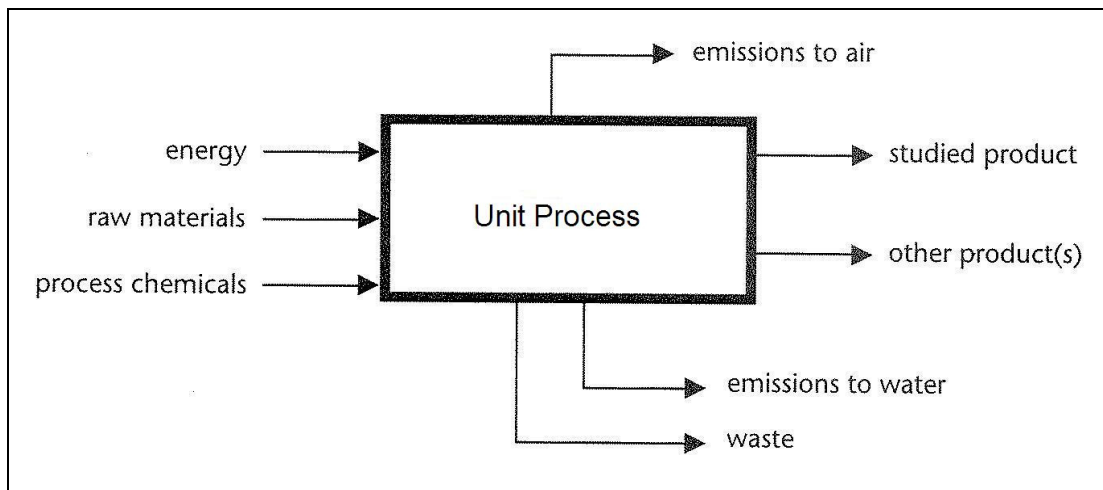 emissions to air
energy
studied product
raw materials
Unit Process
other product(s)
process chemicals
emissions to water
waste